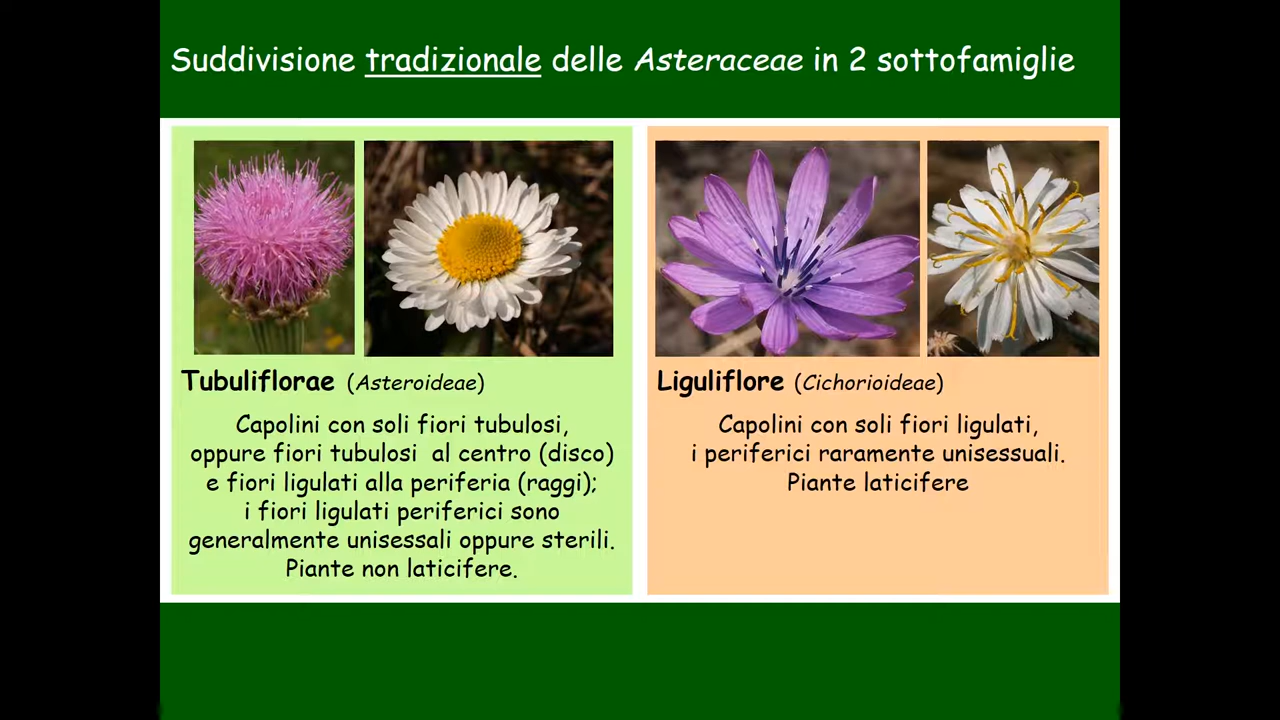 Suddivisione tradizionale delle Asteraceae in 2 sottofamiglie
Tubuliflorae (Asteroideae)
Capolini con soli fiori tubulosi,
oppure fiori tubulosi al centro (disco)
e fiori ligulati alla periferia (raggi);
i fiori ligulati periferici sono
generalmente unisessali oppure sterili.
Piante non laticifere.
Liguliflore (Cichorioideae)
Capolini con soli fiori ligulati,
i periferici raramente unisessuali.
Piante laticifere